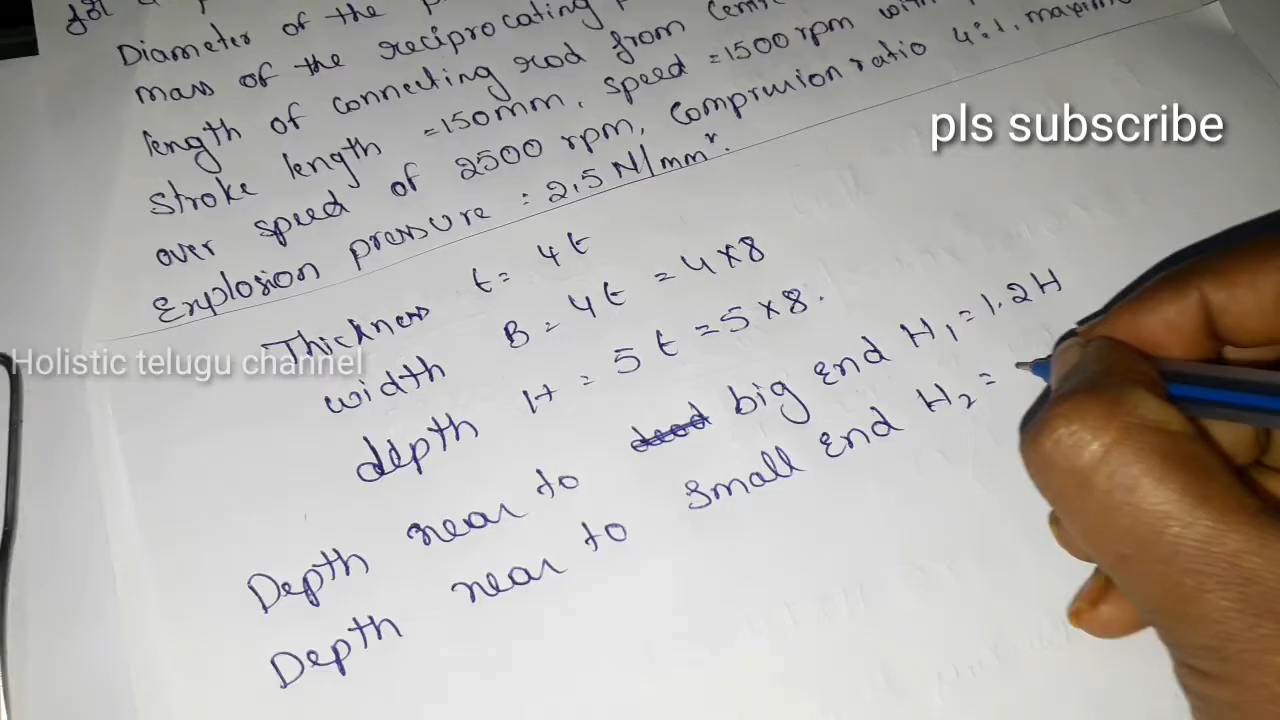 Diameter of the
mass of the reciprocating
length of connecting rod from
stroke length =150mm, speed =1500 rpm with
over speed of 2500 rpm, compression ratio 4:1. maxim
Explosion pressure = 2.5 N/mm².
pls subscribe
Thickness t= 4t
Holistic telugu channel
width B= 4t =4×8
depth H = 5t =5×8.
Depth near to big end H₁=1.2H
Depth near to small end H₂=